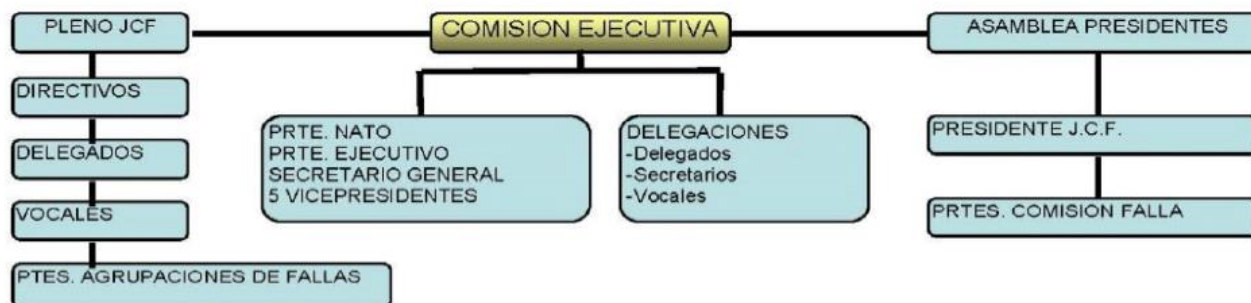 PLENO JCF
COMISION EJECUTIVA
ASAMBLEA PRESIDENTES
DIRECTIVOS
DELEGADOS
VOCALES
PTES. AGRUPACIONES DE FALLAS
PRTE. NATO
PRTE. EJECUTIVO
SECRETARIO GENERAL
5 VICEPRESIDENTES
DELEGACIONES
-Delegados
-Secretarios
-Vocales
PRESIDENTE J.C.F.
PRTES. COMISION FALLA